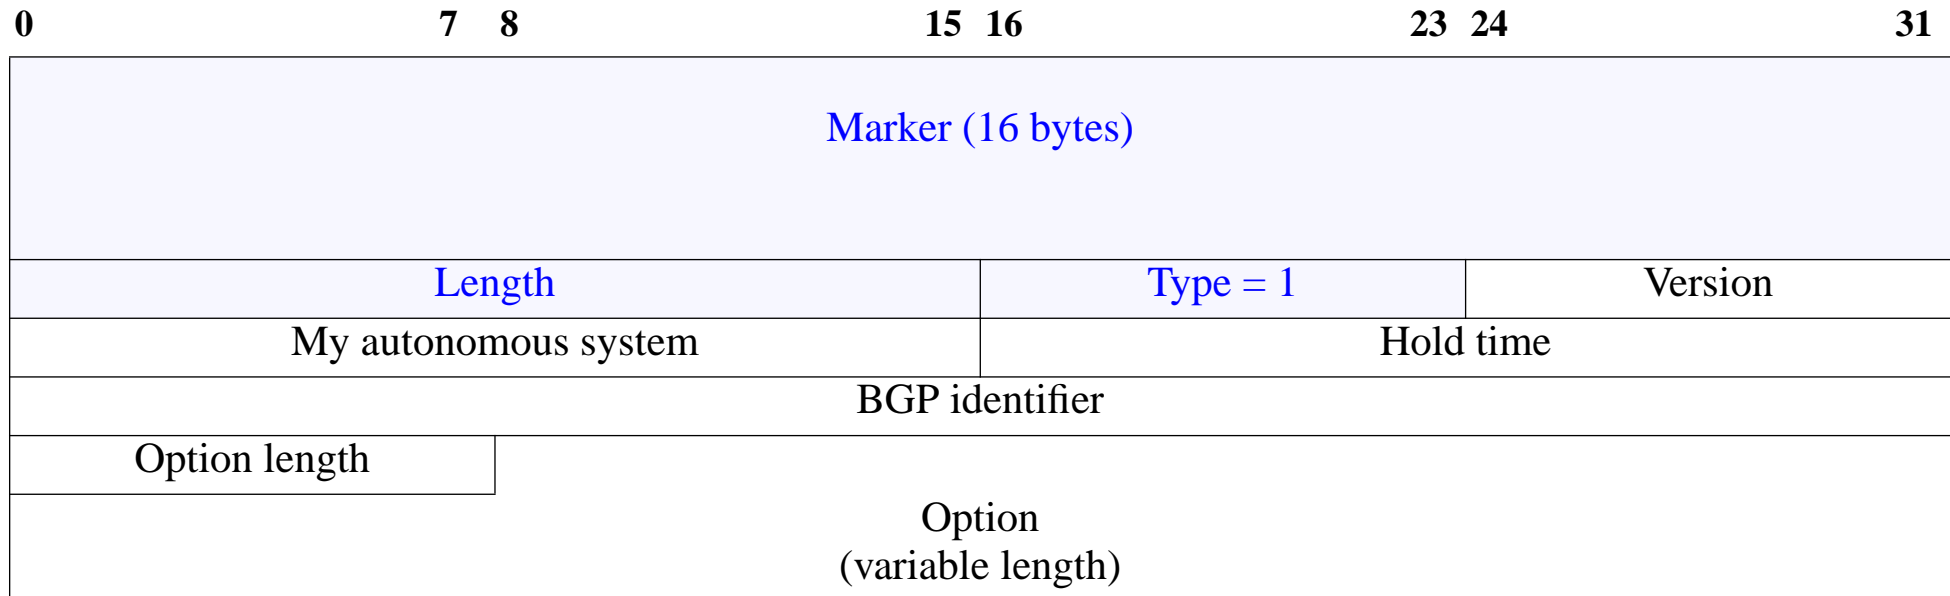 0 7 8 15 16 23 24 31
Marker (16 bytes)
Length Type = 1 Version
My autonomous system Hold time
BGP identifier
Option length
Option
(variable length)